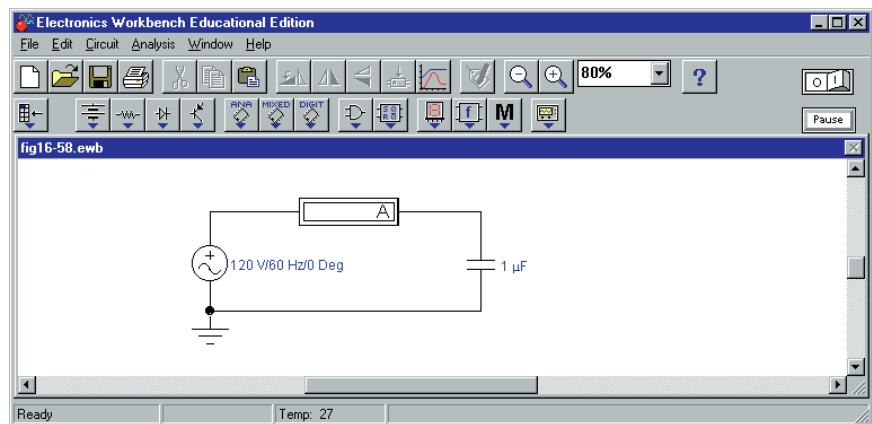 Electronics Workbench Educational Edition
File Edit Circuit Analysis Window Help
80%
?
ANA MIXED DIGIT
f M
Pause
fig16-58.ewb
A
120 V/60 Hz/0 Deg
1 µF
Ready Temp: 27